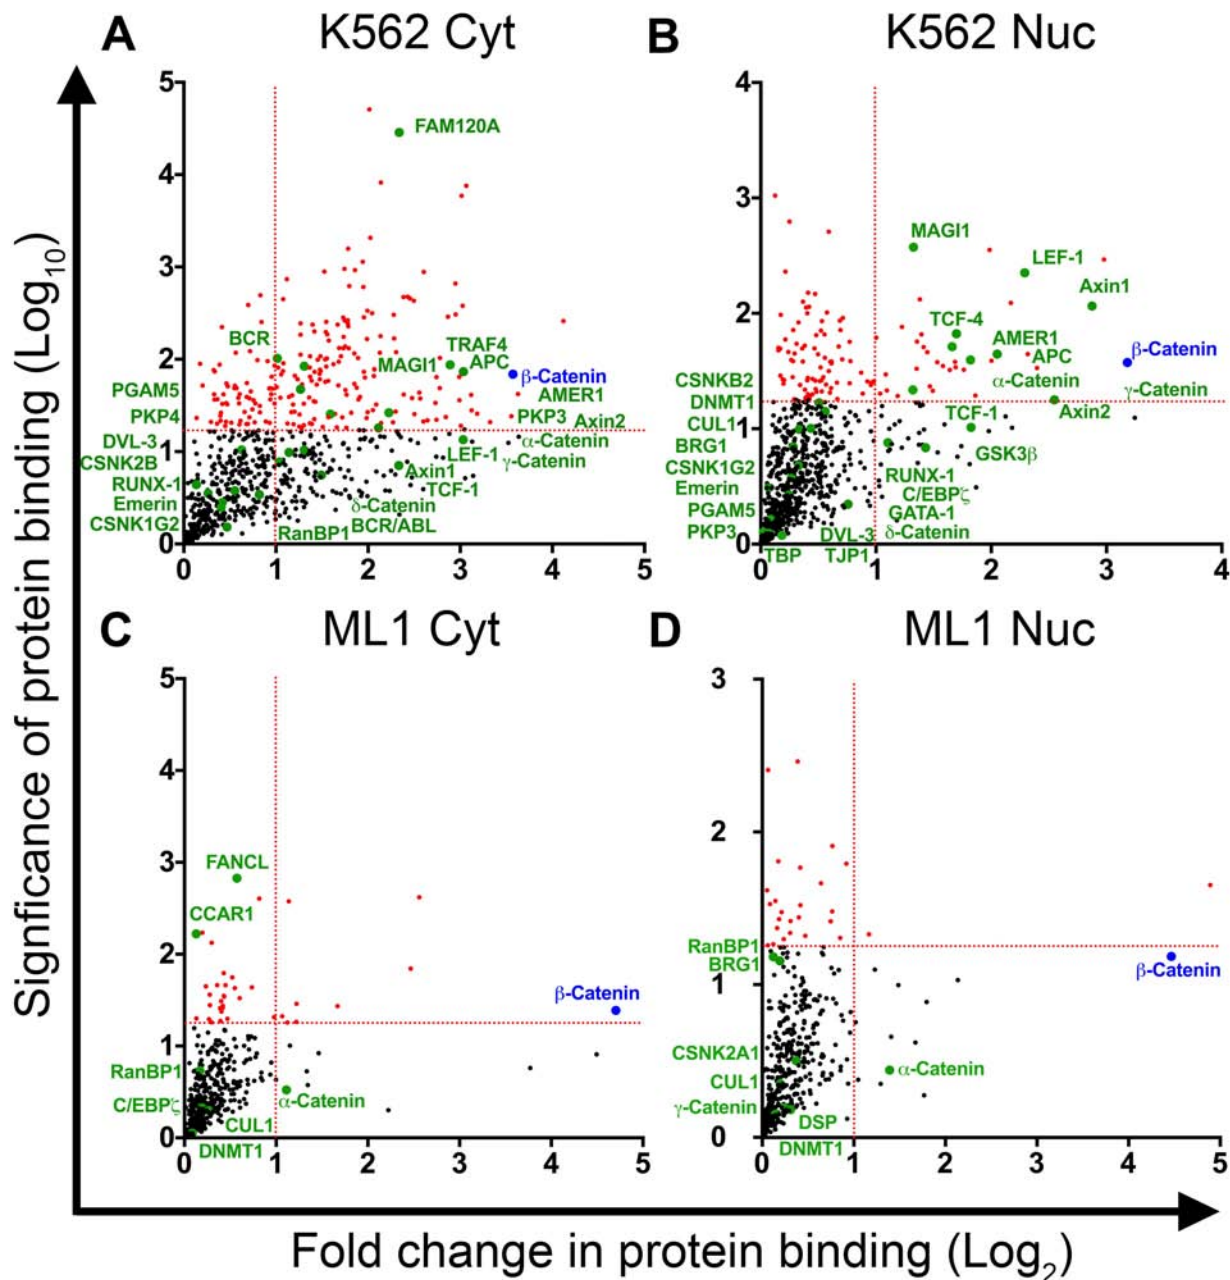 A K562 Cyt
B K562 Nuc
5
4
3
2
1
0
0 1 2 3 4 5
FAM120A
BCR
TRAF4
MAGI1
APC
β-Catenin
PGAM5
AMER1
PKP4
PKP3
Axin2
DVL-3
α-Catenin
CSNK2B
LEF-1
γ-Catenin
Axin1
RUNX-1
TCF-1
Emerin
δ-Catenin
CSNK1G2
RanBP1
BCR/ABL
4
3
2
1
0
0 1 2 3 4
MAGI1
LEF-1
Axin1
TCF-4
AMER1
APC
β-Catenin
CSNKB2
α-Catenin
γ-Catenin
DNMT1
TCF-1
Axin2
CUL1
BRG1
GSK3β
CSNK1G2
RUNX-1
Emerin
C/EBPζ
PGAM5
GATA-1
PKP3
DVL-3
δ-Catenin
TBP
TJP1
C ML1 Cyt
D ML1 Nuc
5
4
3
2
1
0
0 1 2 3 4 5
FANCL
CCAR1
β-Catenin
RanBP1
C/EBPζ
α-Catenin
CUL1
DNMT1
3
2
1
0
0 1 2 3 4 5
RanBP1
BRG1
β-Catenin
CSNK2A1
α-Catenin
CUL1
γ-Catenin
DSP
DNMT1
Signficance of protein binding (Log10)
Fold change in protein binding (Log2)